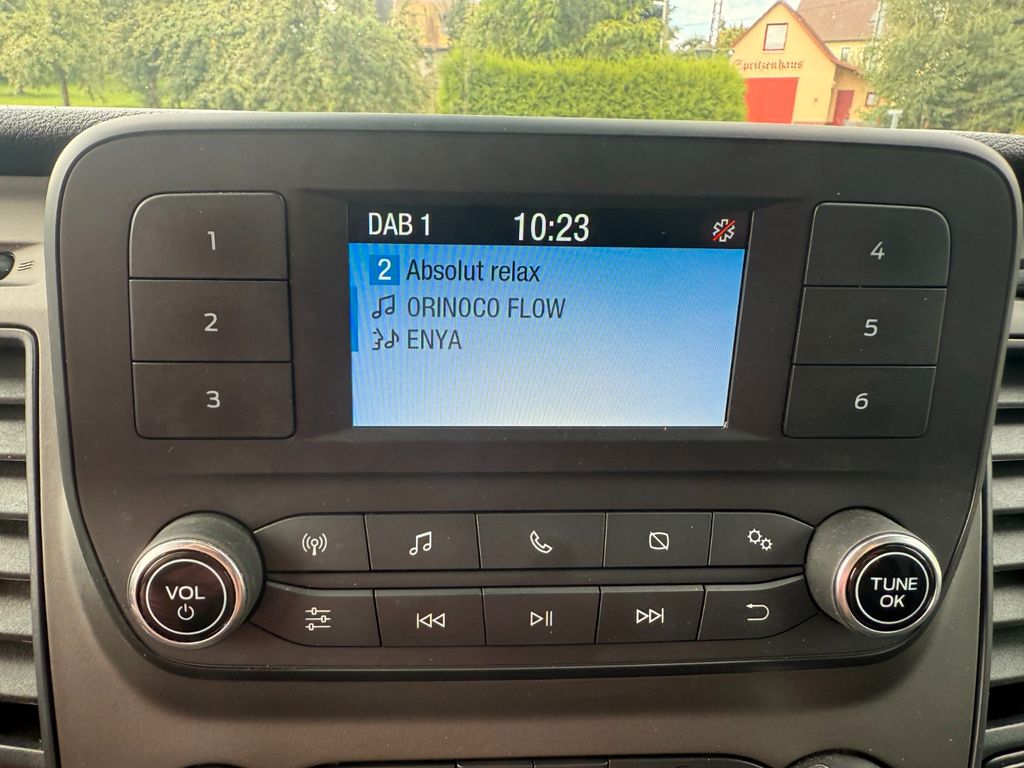 Spritzenhaus
DAB 1 10:23
2 Absolut relax
ORINOCO FLOW
ENYA
1
2
3
4
5
6
VOL
TUNE
OK